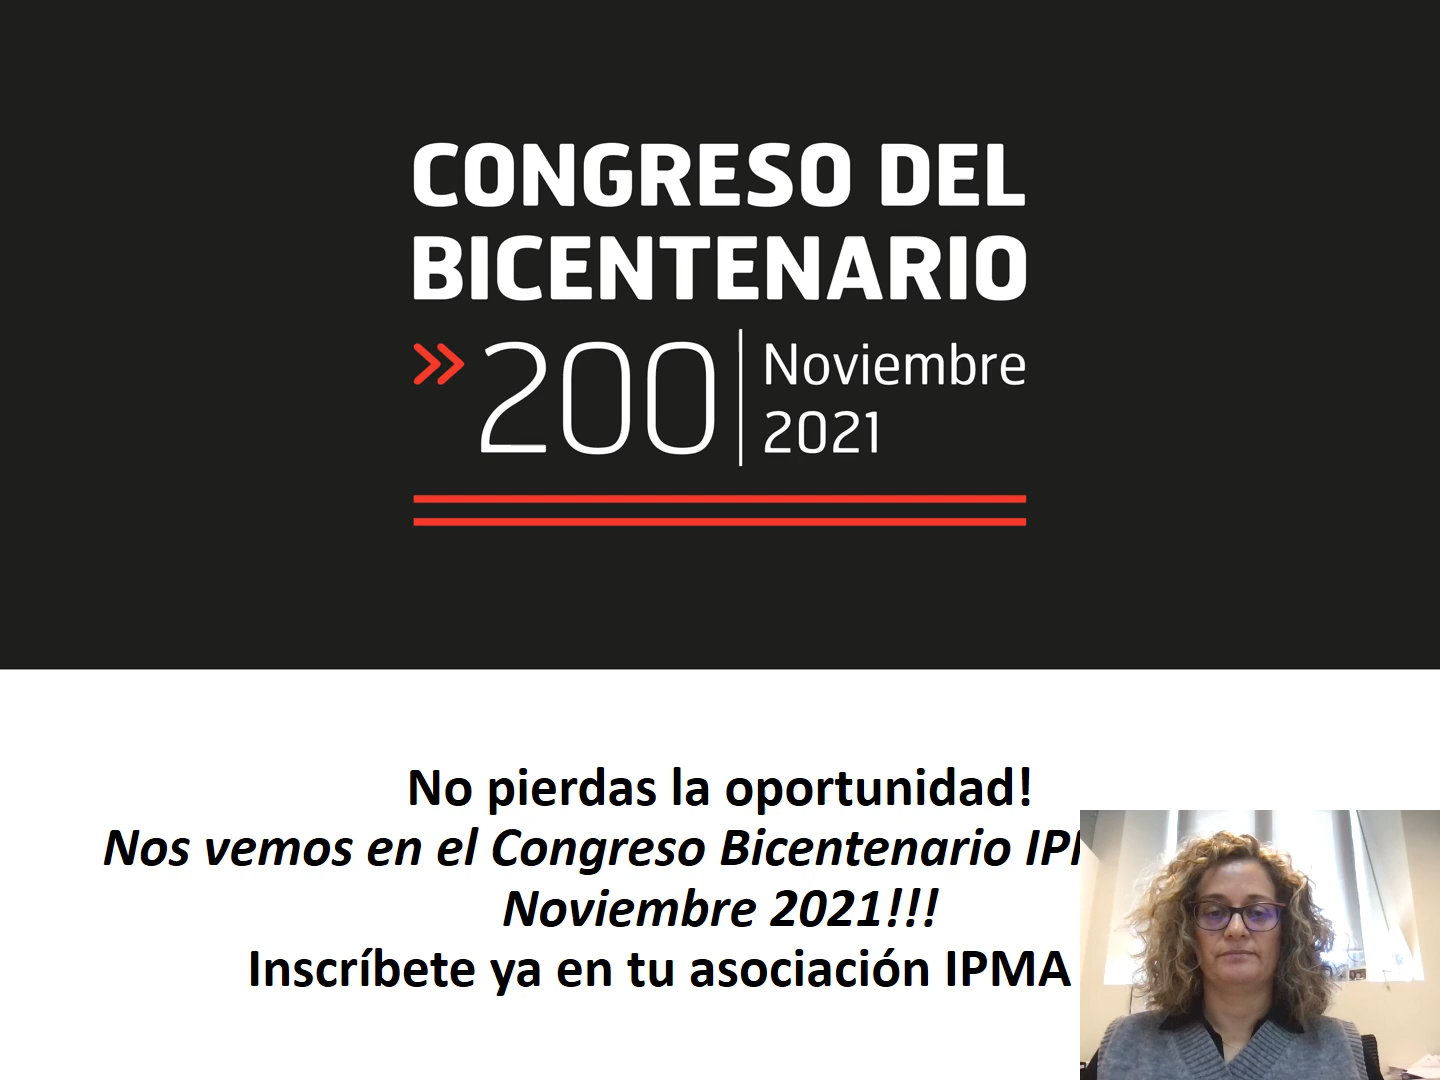 CONGRESO DEL
BICENTENARIO
200
Noviembre
2021
No pierdas la oportunidad!
Nos vemos en el Congreso Bicentenario
Noviembre 2021!!!
Inscríbete ya en tu asociación IPMA